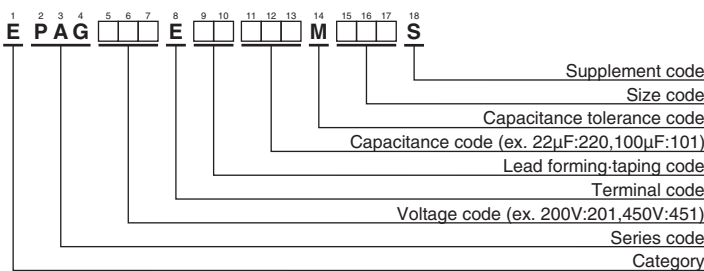 1 2 3 4 5 6 7 8 9 10 11 12 13 14 15 16 17 18
E P A G E M S
Supplement code
Size code
Capacitance tolerance code
Capacitance code (ex. 22µF:220,100µF:101)
Lead forming·taping code
Terminal code
Voltage code (ex. 200V:201,450V:451)
Series code
Category